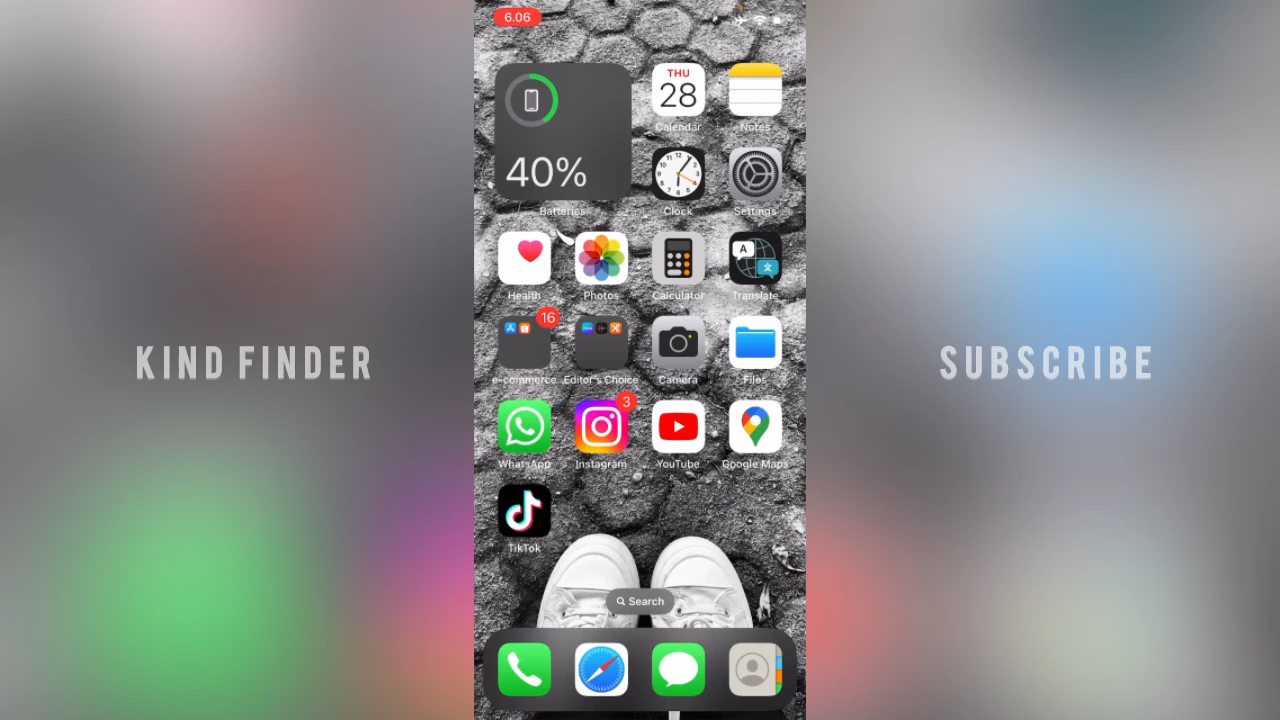 6.06
THU
28
Calendar
Notes
40%
Batteries
Clock
Settings
Health
Photos
Calculator
Translate
16
e-commerce
Editor's Choice
Camera
Files
KIND FINDER
SUBSCRIBE
3
WhatsApp
Instagram
YouTube
Google Maps
TikTok
Search